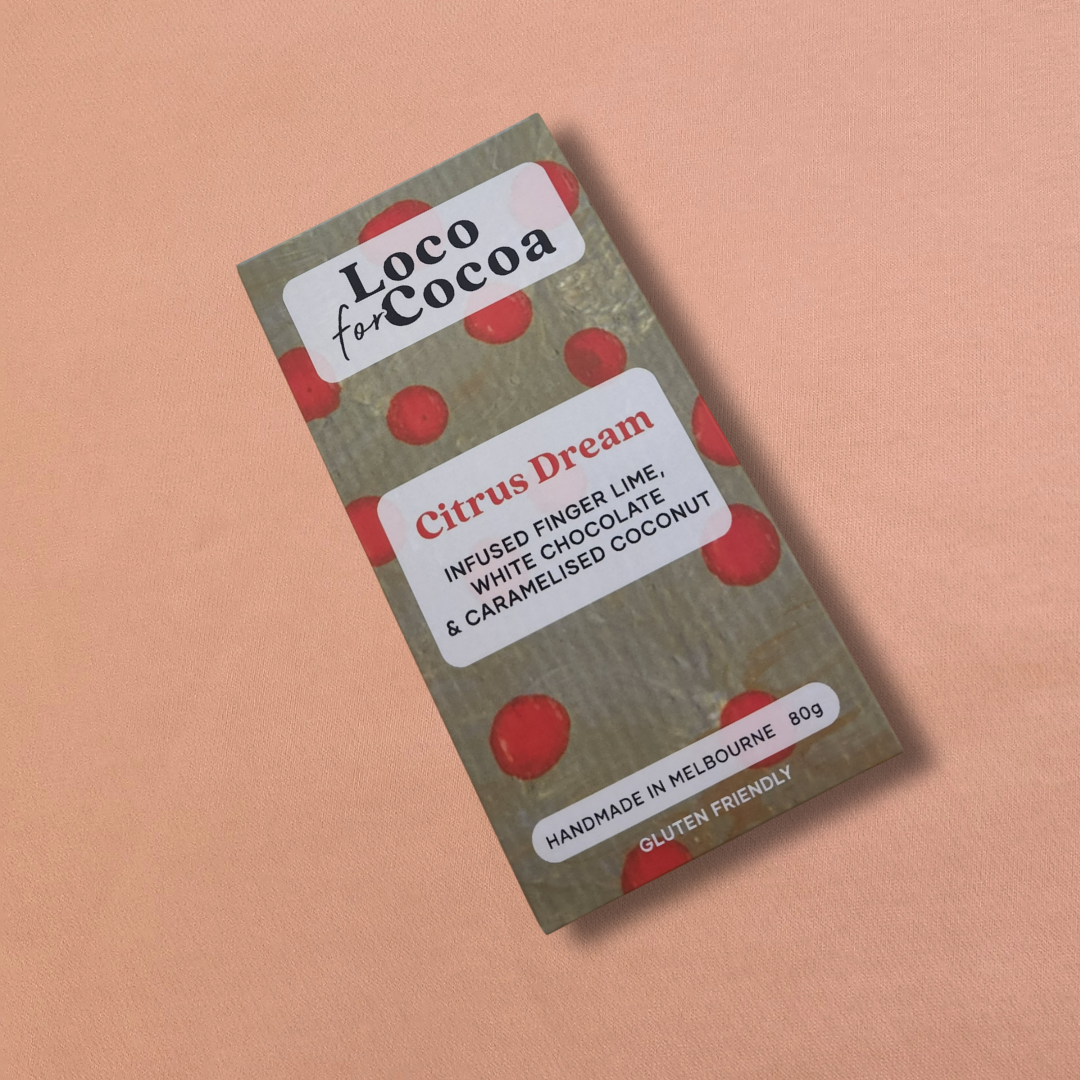 Loco
for Cocoa
Citrus Dream
INFUSED FINGER LIME,
WHITE CHOCOLATE
& CARAMELISED COCONUT
HANDMADE IN MELBOURNE 80g
GLUTEN FRIENDLY